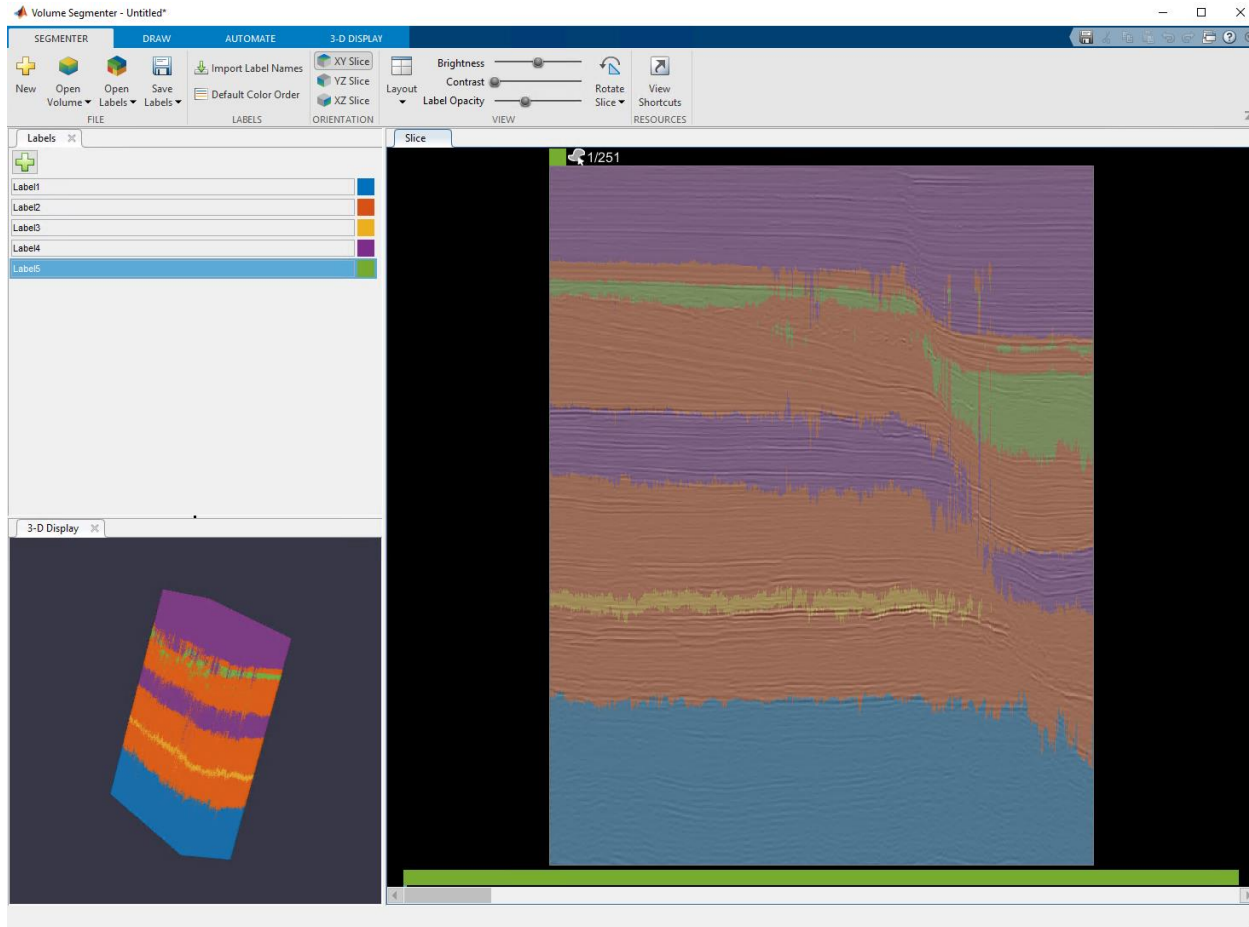 Volume Segmenter - Untitled*
SEGMENTER DRAW AUTOMATE 3-D DISPLAY
New
Open Volume
Open Labels
Save Labels
FILE
Import Label Names
Default Color Order
LABELS
XY Slice
YZ Slice
XZ Slice
ORIENTATION
Layout
Brightness
Contrast
Label Opacity
Rotate Slice
VIEW
View Shortcuts
RESOURCES
Labels
Label1
Label2
Label3
Label4
Label5
3-D Display
Slice
1/251